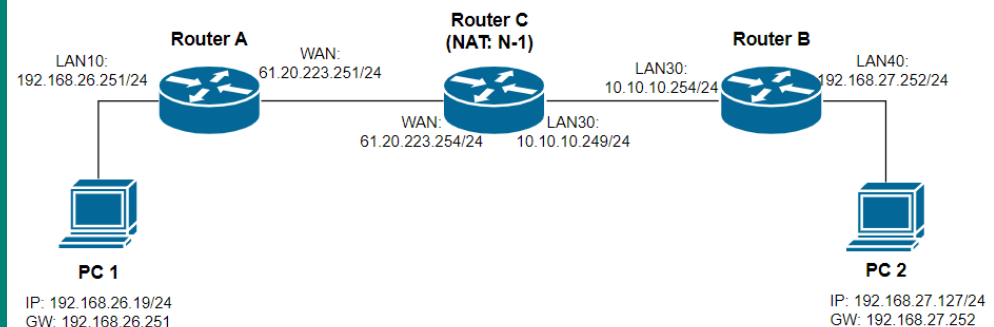 Router A
Router C
(NAT: N-1)
Router B
LAN10:
192.168.26.251/24
WAN:
61.20.223.251/24
WAN:
61.20.223.254/24
LAN30:
10.10.10.249/24
LAN30:
10.10.10.254/24
LAN40:
192.168.27.252/24
PC 1
IP: 192.168.26.19/24
GW: 192.168.26.251
PC 2
IP: 192.168.27.127/24
GW: 192.168.27.252